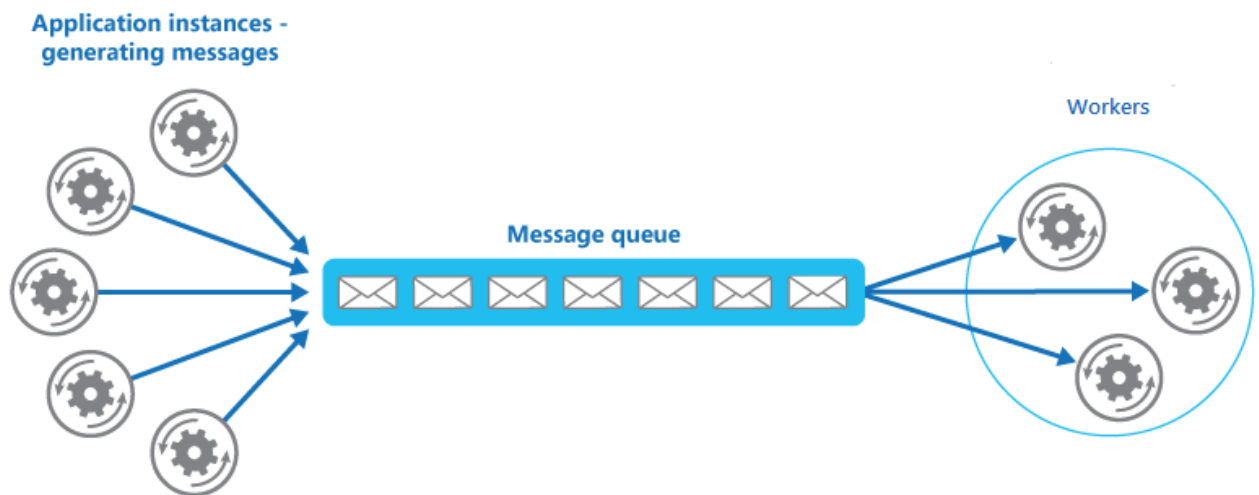 Application instances -
generating messages
Workers
Message queue